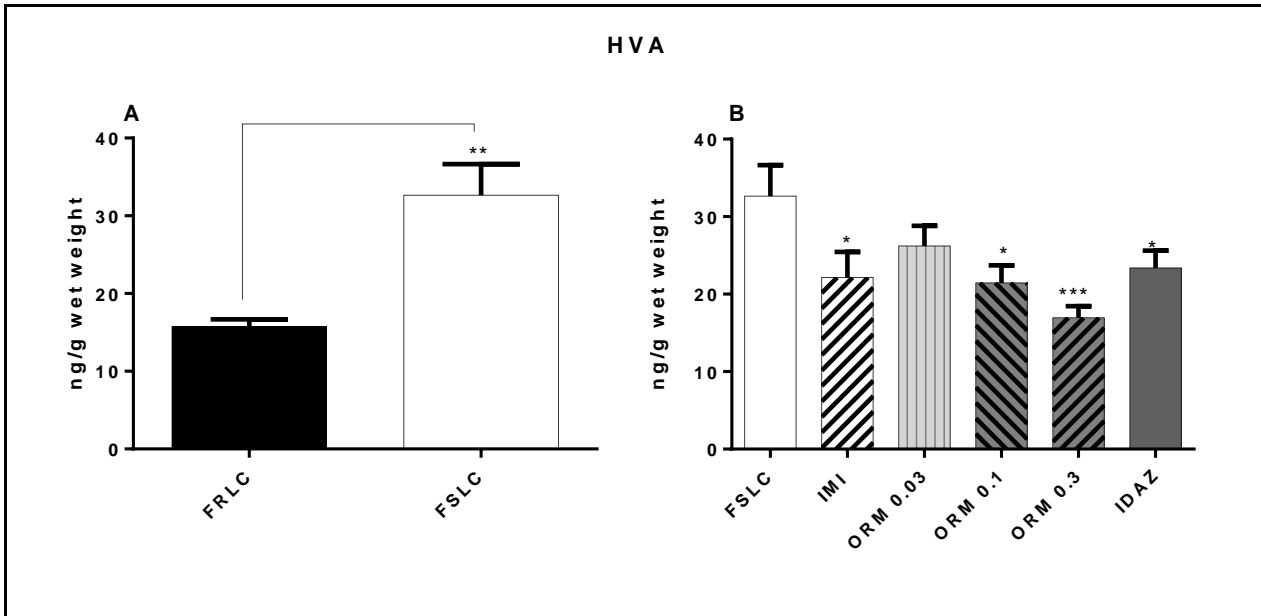 HVA
A
ng/g wet weight
40
30
20
10
0
**
FRLC
FSLC
B
ng/g wet weight
40
30
20
10
0
*
*
***
*
FSLC
IMI
ORM 0.03
ORM 0.1
ORM 0.3
IDAZ